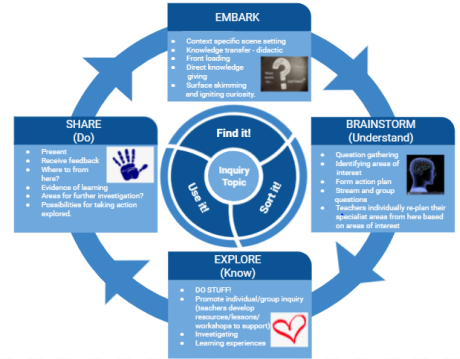 EMBARK
Context specific scene setting
Knowledge transfer - didactic
Front loading
Direct knowledge
giving
Surface skimming
and igniting curiosity.
BRAINSTORM
(Understand)
Question gathering
Identifying areas of
interest
Form action plan
Stream and group
questions
Teachers individually re-plan their
specialist areas from here based
on areas of interest
EXPLORE
(Know)
DO STUFF!
Promote individual/group inquiry
(teachers develop
resources/lessons/
workshops to support)
Investigating
Learning experiences
SHARE
(Do)
Present
Receive feedback
Where to from
here?
Evidence of learning
Areas for further investigation?
Possibilities for taking action
explored.
Find it!
Sort it!
Use it!
Inquiry
Topic